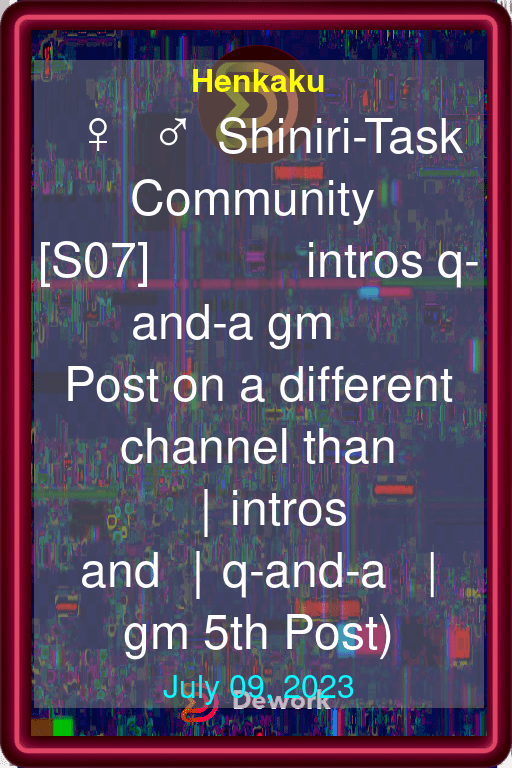 Henkaku
♀ ♂ Shiniri-Task
Community
[S07] intros q-
and-a gm
Post on a different
channel than
| intros
and | q-and-a |
gm 5th Post)
July 09, 2023
Dework